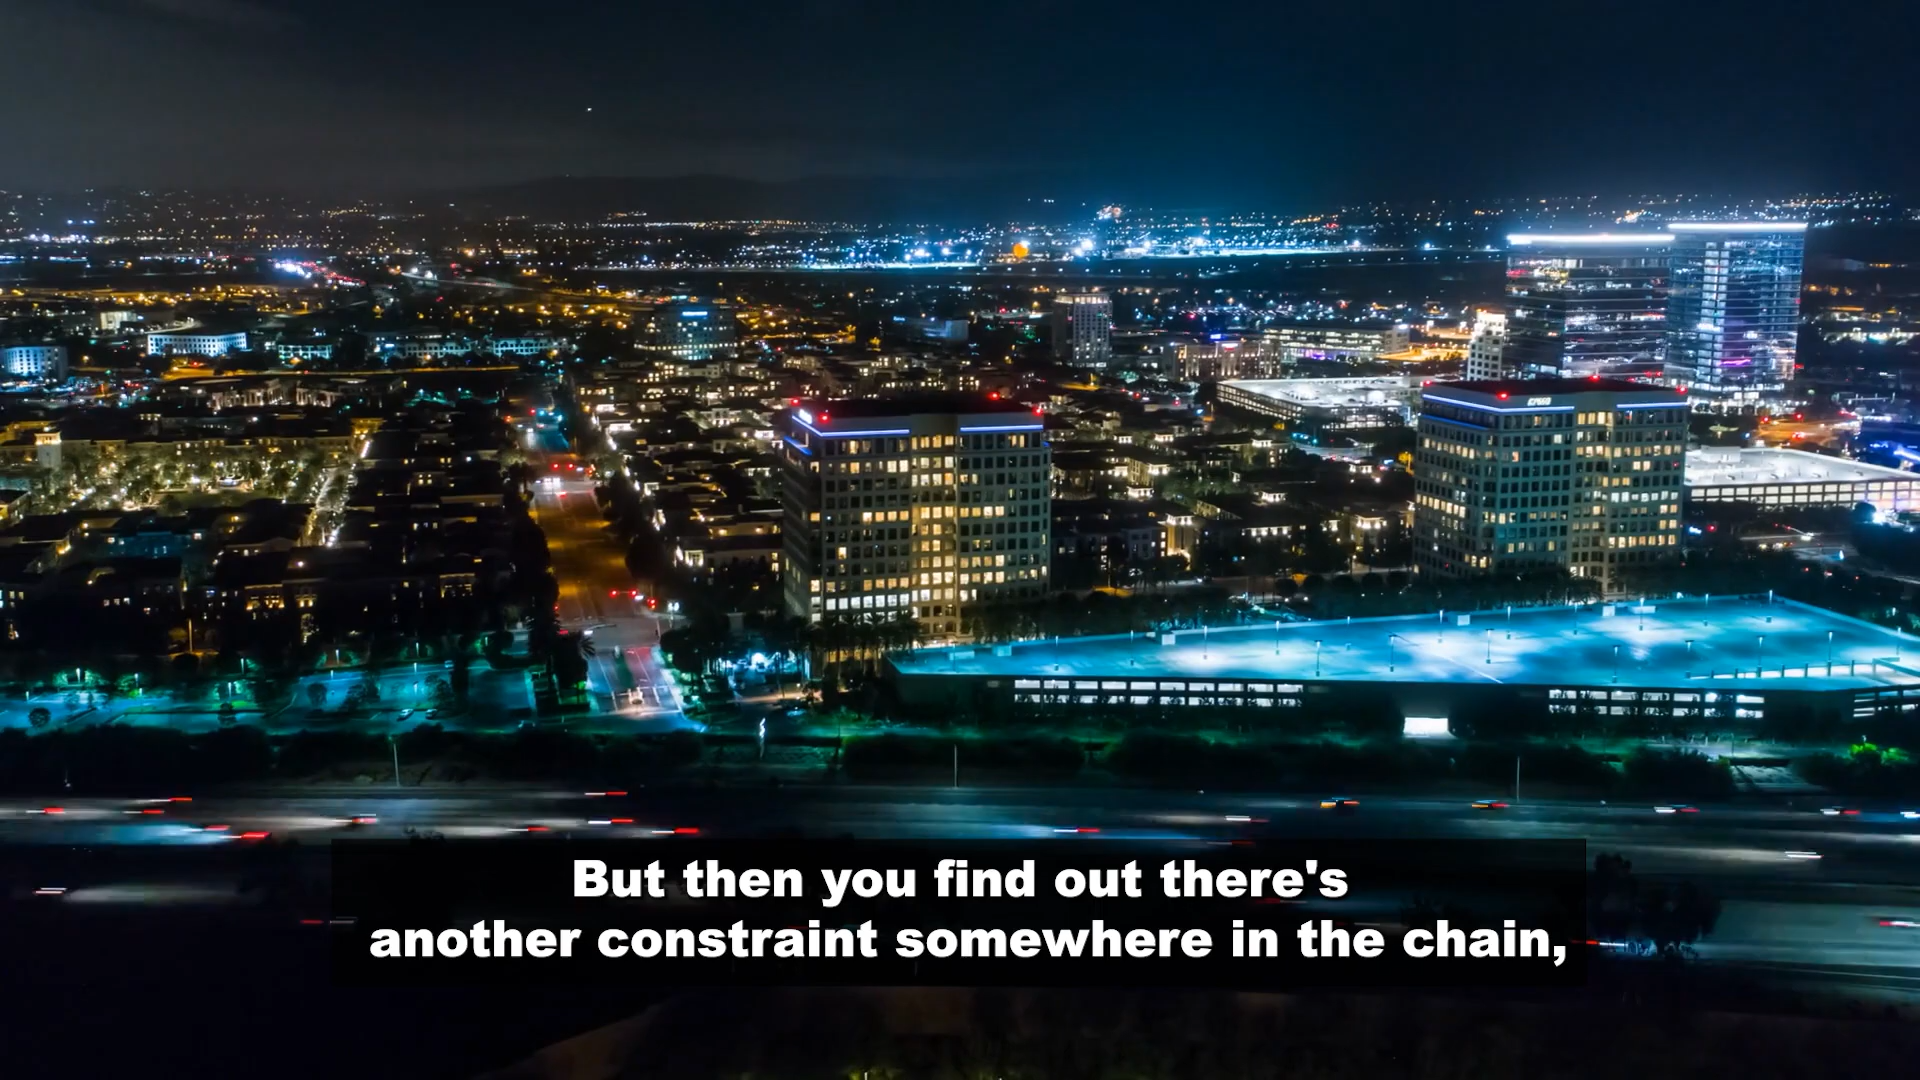 But then you find out there's
another constraint somewhere in the chain,